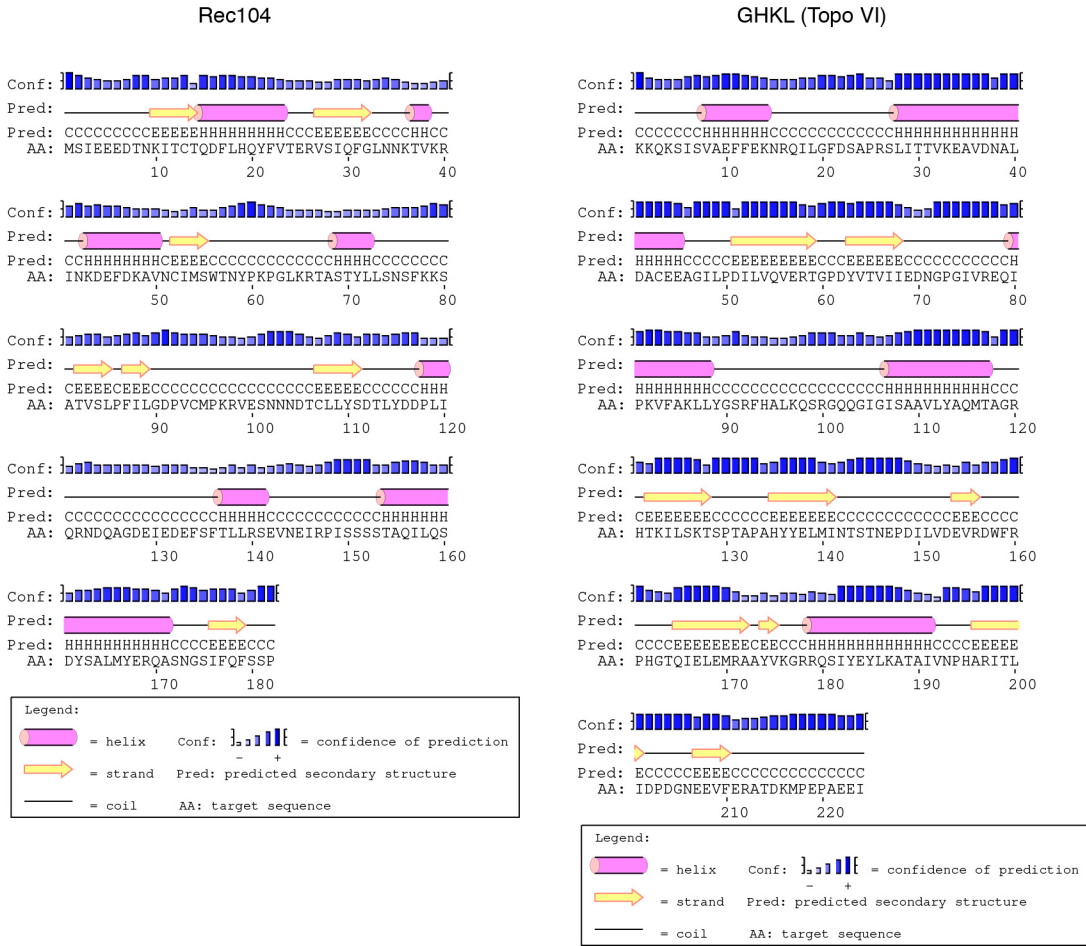 Rec104
Conf:
Pred:
Pred: CCCCCCCCCEEEEEHHHHHHHHHCCCEEEEEECCCCHHCC
AA: MSIEEEDTNKITCTQDFLHQYFVTERVSIQFGLNNKTVKR
10 20 30 40
Conf:
Pred:
Pred: CCHHHHHHHHCEEEECCCCCCCCCCCCCHHHHCCCCCCCC
AA: INKDEFDKAVNCIMSWTNYPKPGLKRTASTYLLSNSFKKS
50 60 70 80
Conf:
Pred:
Pred: CEEEECEEECCCCCCCCCCCCCCCCCEEEEECCCCCCHHH
AA: ATVSLPFILGDPVCMPKRVESNNNDTCLLYSDTLYDDPLI
90 100 110 120
Conf:
Pred:
Pred: CCCCCCCCCCCCCCCCHHHHHCCCCCCCCCCCCHHHHHHH
AA: QRNDQAGDEIEDEFSFTLLRSEVNEIRPISSSSTAQILQS
130 140 150 160
Conf:
Pred:
Pred: HHHHHHHHHHHCCCCEEEECCC
AA: DYSALMYERQASNGSIFQFSSP
170 180
Legend:
= helix Conf: = confidence of prediction
- +
= strand Pred: predicted secondary structure
= coil AA: target sequence
GHKL (Topo VI)
Conf:
Pred:
Pred: CCCCCCCHHHHHHHCCCCCCCCCCCCCHHHHHHHHHHHHH
AA: KKQKSISVAEFFEKNRQILGFDSAPRSLITTVKEAVDNAL
10 20 30 40
Conf:
Pred:
Pred: HHHHHCCCCCEEEEEEEEECCCEEEEEECCCCCCCCCCCH
AA: DACEEAGILPDILVQVERTGPDYVTVIIEDNGPGIVREQI
50 60 70 80
Conf:
Pred:
Pred: HHHHHHHHCCCCCCCCCCCCCCCCCCHHHHHHHHHHHCCC
AA: PKVFAKLLYGSRFHALKQSRGQQGIGISAAVLYAQMTAGR
90 100 110 120
Conf:
Pred:
Pred: CEEEEEEECCCCCCEEEEEEECCCCCCCCCCCCEEECCCC
AA: HTKILSKTSPTAPAHYYELMINTSTNEPDILVDEVRDWFR
130 140 150 160
Conf:
Pred:
Pred: CCCCEEEEEEEECEECCCHHHHHHHHHHHHHCCCCEEEEE
AA: PHGTQIELEMRAAYVKGRRQSIYEYLKATAIVNPHARITL
170 180 190 200
Conf:
Pred:
Pred: ECCCCCEEEECCCCCCCCCCCCCC
AA: IDPDGNEEVFERATDKMPEPAEEI
210 220
Legend:
= helix Conf: = confidence of prediction
- +
= strand Pred: predicted secondary structure
= coil AA: target sequence